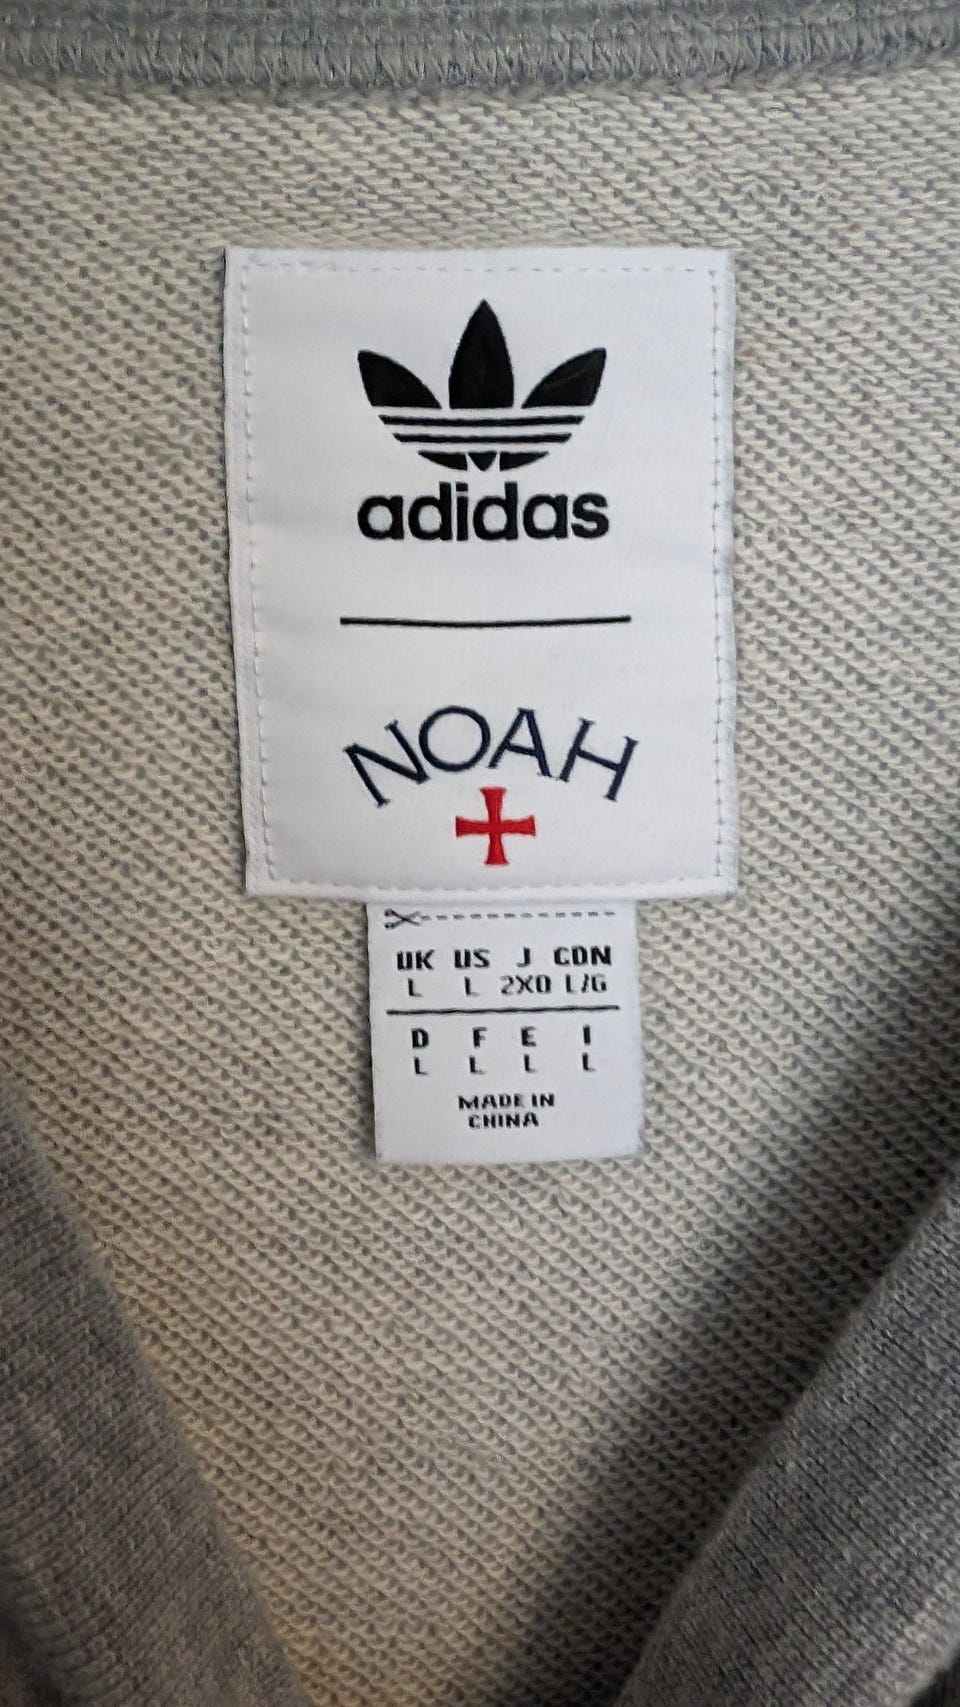 adidas
NOAH
UK US J CDN
L L 2XO L/G
D F E I
L L L L
MADE IN
CHINA